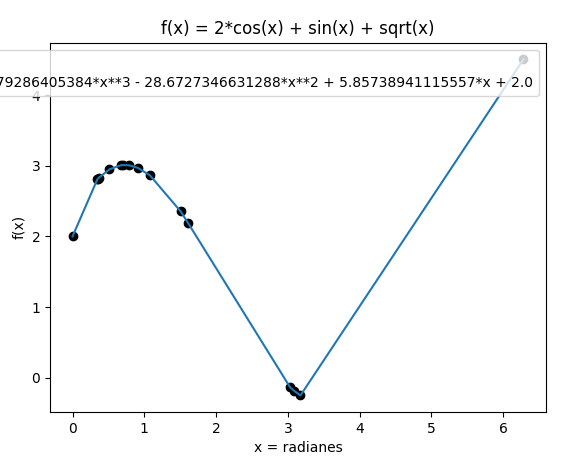 f(x) = 2*cos(x) + sin(x) + sqrt(x)
79286405384*x**3 - 28.6727346631288*x**2 + 5.85738941115557*x + 2.0
f(x)
4
3
2
1
0
0 1 2 3 4 5 6
x = radianes